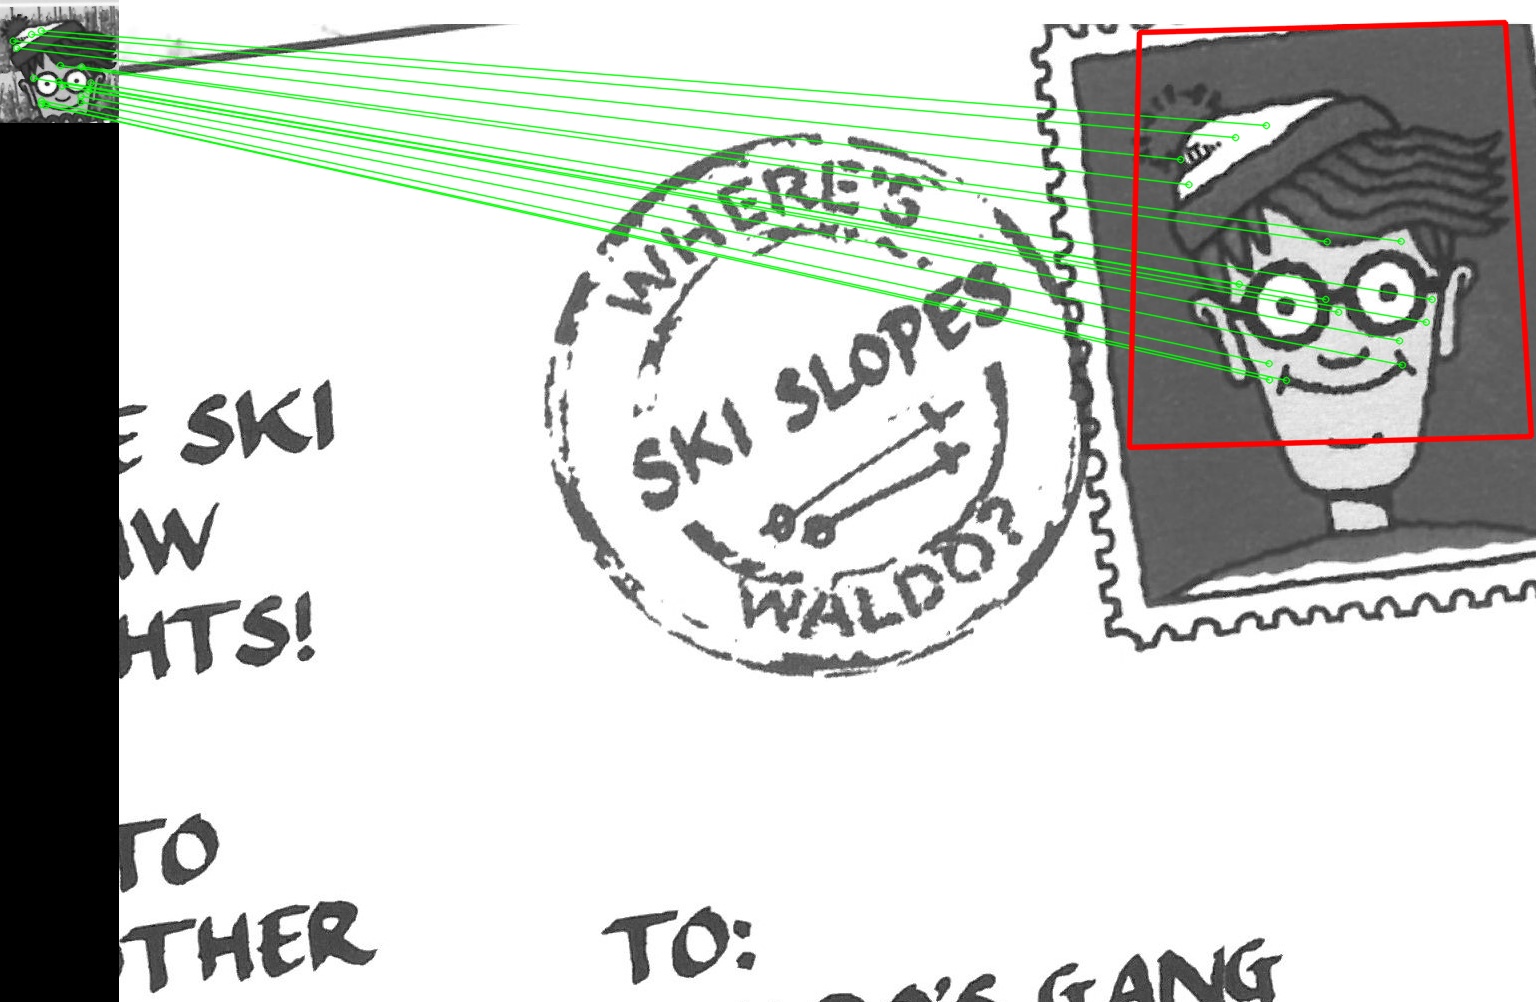 WHERE'S
SKI SLOPES
WALDO?
SKI
HTS!
TO
THER
TO:
GANG